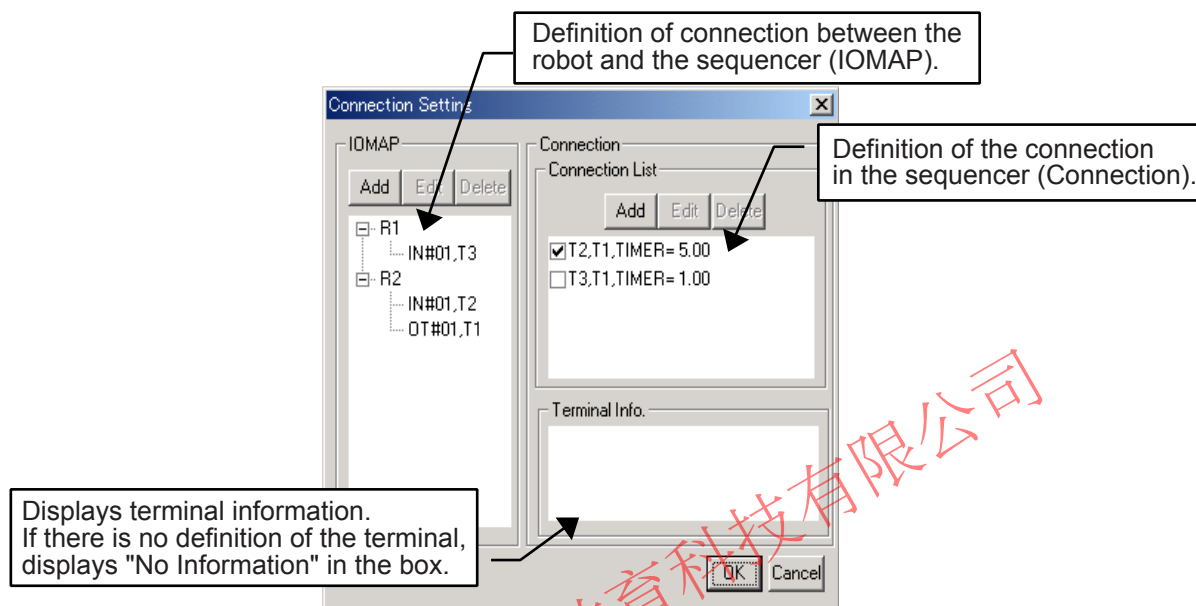 Definition of connection between the
robot and the sequencer (IOMAP).
Connection Setting
IOMAP
Add Edit Delete
R1
IN#01,T3
R2
IN#01,T2
OT#01,T1
Connection
Connection List
Add Edit Delete
T2,T1,TIMER= 5.00
T3,T1,TIMER= 1.00
Definition of the connection
in the sequencer (Connection).
Terminal Info.
Displays terminal information.
If there is no definition of the terminal,
displays "No Information" in the box.
OK Cancel
育科技有限公司